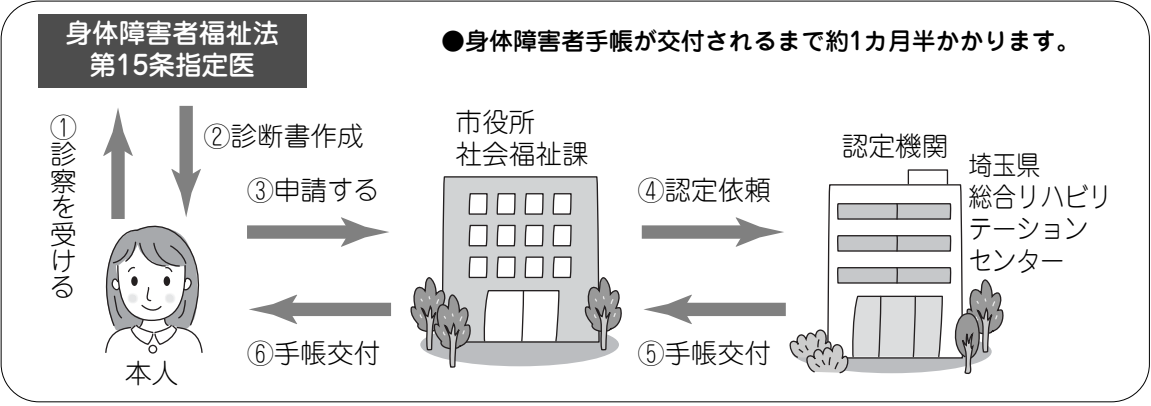 身体障害者福祉法
第15条指定医
●身体障害者手帳が交付されるまで約1カ月半かかります。
①診察を受ける
②診断書作成
③申請する
市役所
社会福祉課
④認定依頼
認定機関
埼玉県
総合リハビリ
テーション
センター
⑤手帳交付
⑥手帳交付
本人